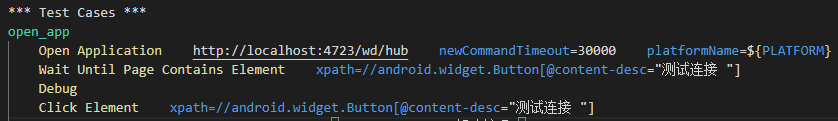 *** Test Cases ***
open_app
    Open Application    http://localhost:4723/wd/hub    newCommandTimeout=30000    platformName=${PLATFORM}
    Wait Until Page Contains Element    xpath=//android.widget.Button[@content-desc="测试连接 "]
    Debug
    Click Element    xpath=//android.widget.Button[@content-desc="测试连接 "]